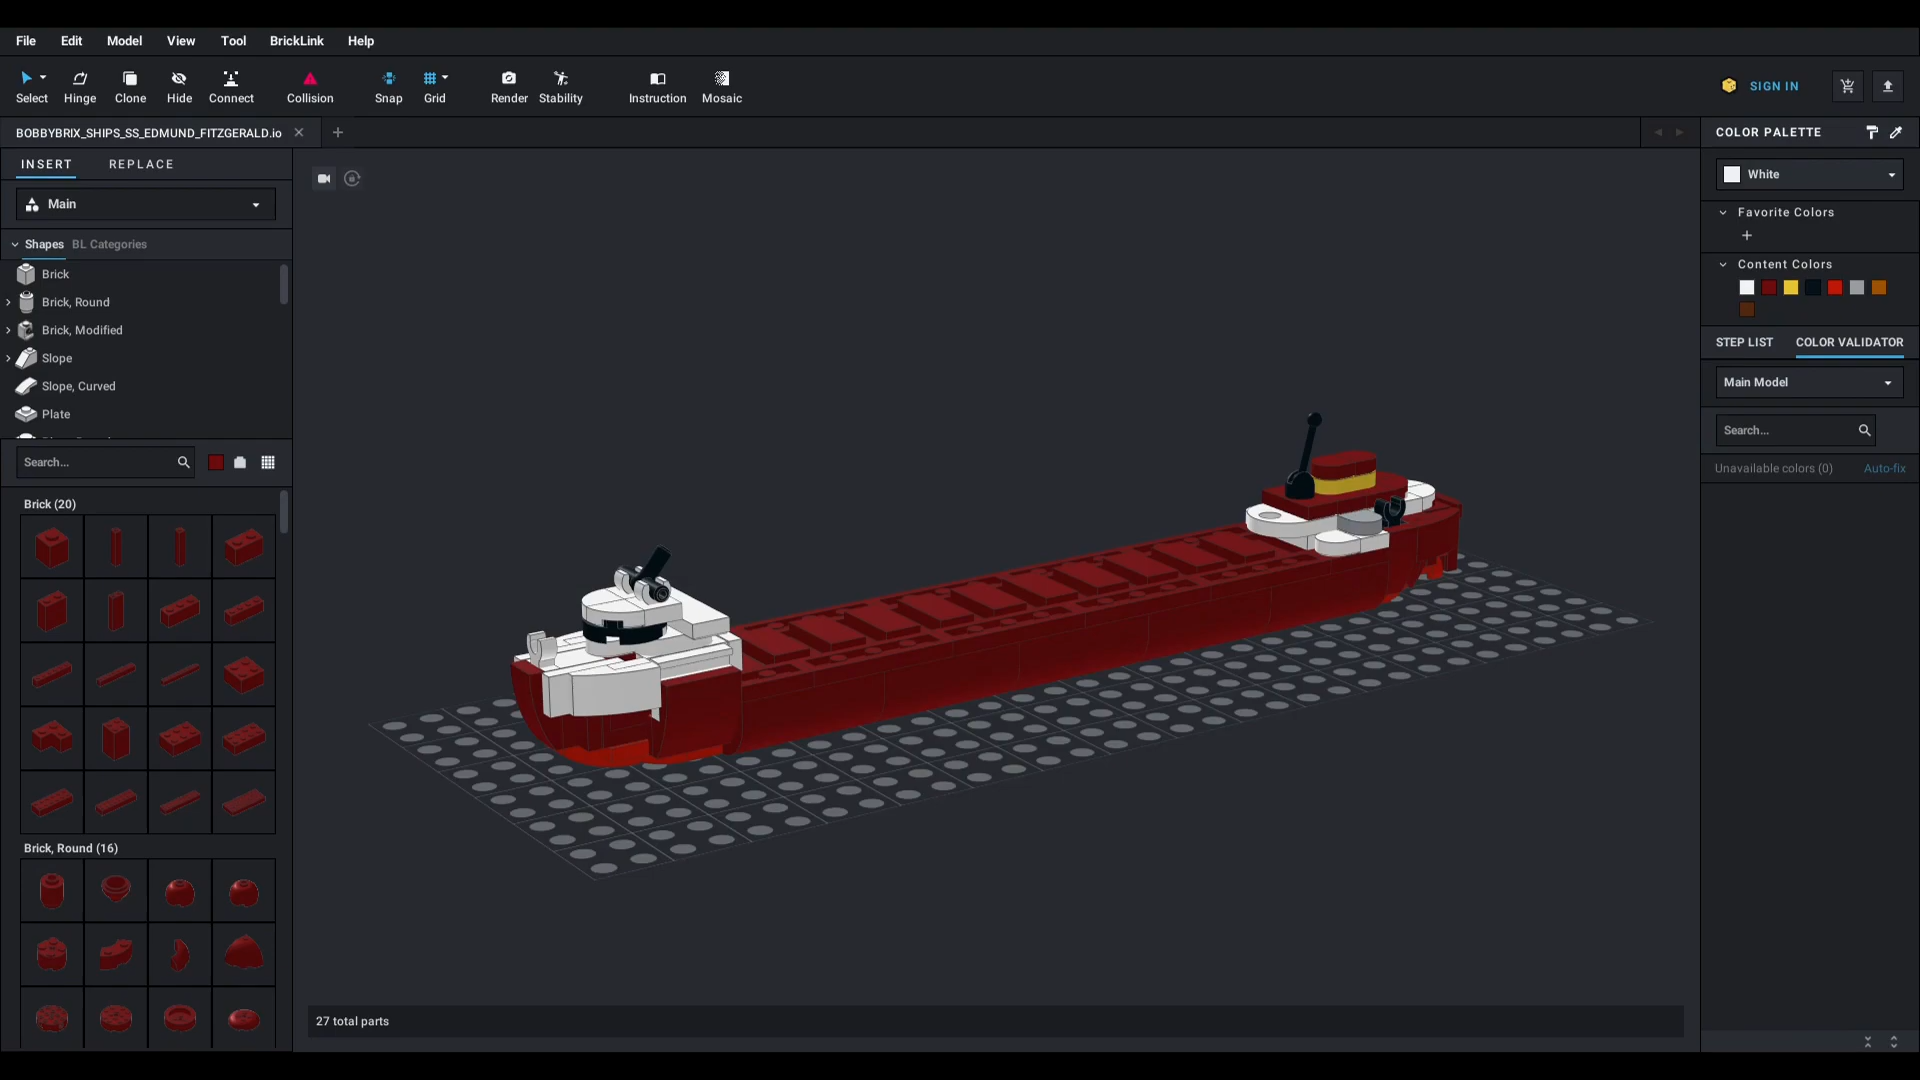 File Edit Model View Tool BrickLink Help
Select Hinge Clone Hide Connect Collision Snap Grid Render Stability Instruction Mosaic SIGN IN
BOBBYBRIX_SHIPS_SS_EDMUND_FITZGERALD.io
INSERT REPLACE
Main
Shapes BL Categories
Brick
Brick, Round
Brick, Modified
Slope
Slope, Curved
Plate
Search...
Brick (20)
Brick, Round (16)
27 total parts
COLOR PALETTE
White
Favorite Colors
Content Colors
STEP LIST COLOR VALIDATOR
Main Model
Search...
Unavailable colors (0) Auto-fix